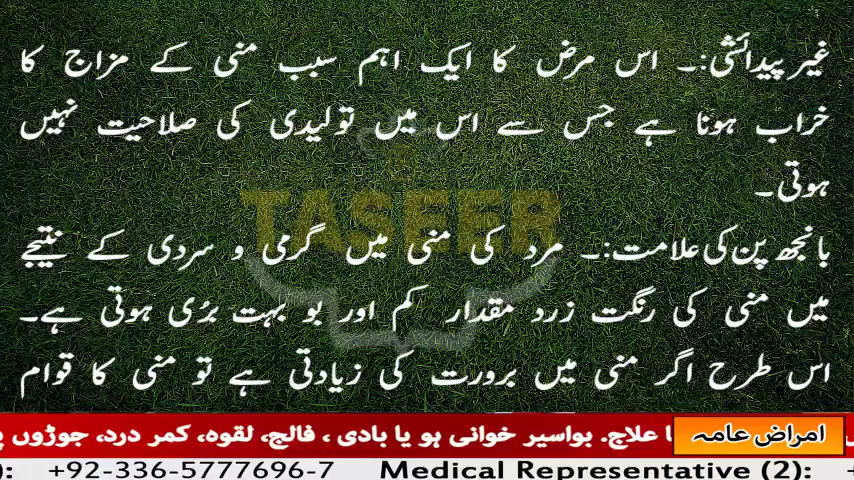 غیر پیدائشی:۔ اس مرض کا ایک اہم سبب منی کے مزاج کا
خراب ہونا ہے جس سے اس میں تولیدی کی صلاحیت نہیں
ہوتی۔
TASEER
بانجھ پن کی علامت:۔ مرد کی منی میں گرمی و سردی کے نتیجے
میں منی کی رنگت زرد مقدار کم اور بو بہت بری ہوتی ہے۔
اس طرح اگر منی میں برورت کی زیادتی ہے تو منی کا قوام
امراض عامہ
کا علاج۔ بواسیر خوانی ہو یا بادی ، فالج، لقوہ، کمر درد، جوڑوں
): +92-336-5777696-7 Medical Representative (2): +